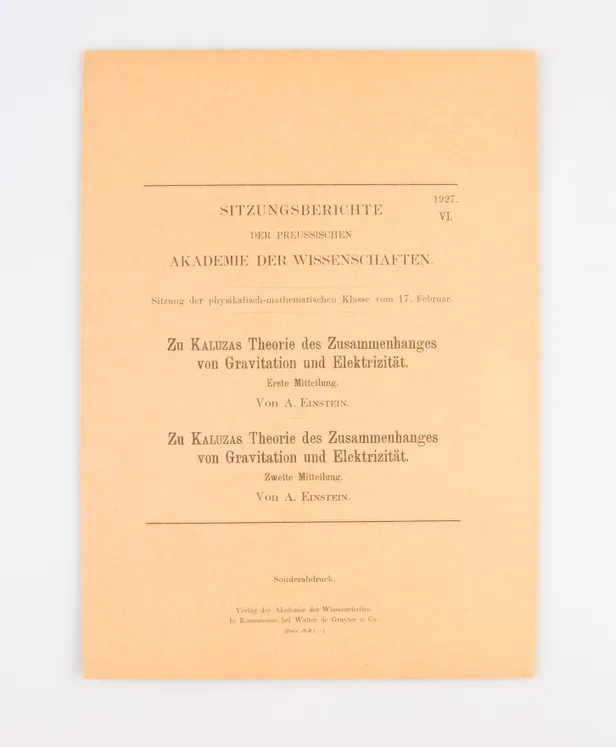 1927.
SITZUNGSBERICHTE
VI.
DER PREUSSISCHEN
AKADEMIE DER WISSENSCHAFTEN.
Sitzung der physikalisch-mathematischen Klasse vom 17. Februar.
Zu KALUZAS Theorie des Zusammenhanges
von Gravitation und Elektrizität.
Erste Mitteilung.
Von A. EINSTEIN.
Zu KALUZAS Theorie des Zusammenhanges
von Gravitation und Elektrizität.
Zweite Mitteilung.
Von A. EINSTEIN.
Sonderabdruck.
Verlag der Akademie der Wissenschaften.
In Kommission bei Walter de Gruyter u. Co.
(Preis